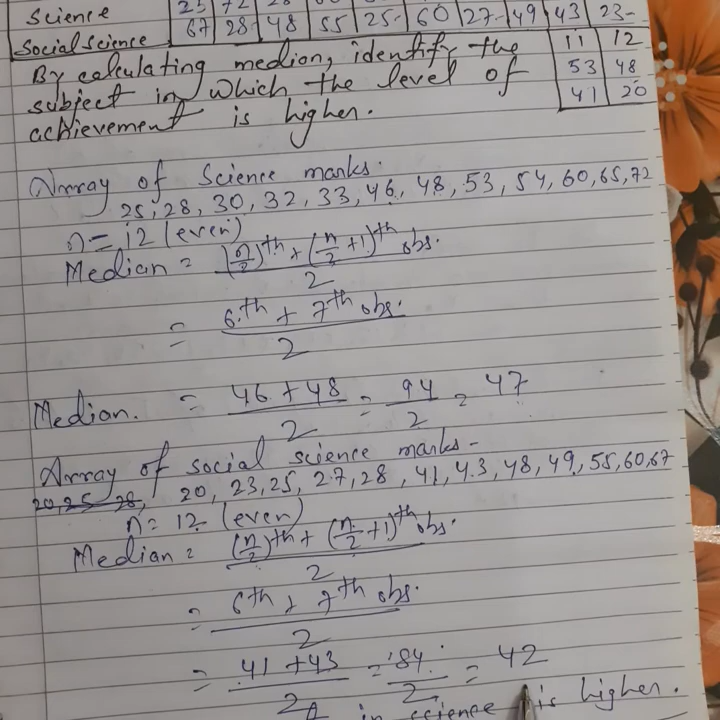 Science 25 72
Social Science 67 28 48 55 25 60 27 49 43 23
11 12
By calculating median, identify the
53 48
subject in which the level of
41 20
achievement is higher.
Array of Science marks.
25, 28, 30, 32, 33, 46, 48, 53, 54, 60, 65, 72
n = 12 (even)
Median = (n/2)th + (n/2 + 1)th obs. / 2
= 6th + 7th obs. / 2
Median. = 46 + 48 / 2 = 94 / 2 = 47
Array of social science marks -
20, 25 28, 20, 23, 25, 27, 28, 41, 43, 48, 49, 55, 60, 67
n = 12 (even)
Median = (n/2)th + (n/2 + 1)th obs. / 2
= 6th + 7th obs. / 2
= 41 + 43 / 2 = 84 / 2 = 42
in science is higher.